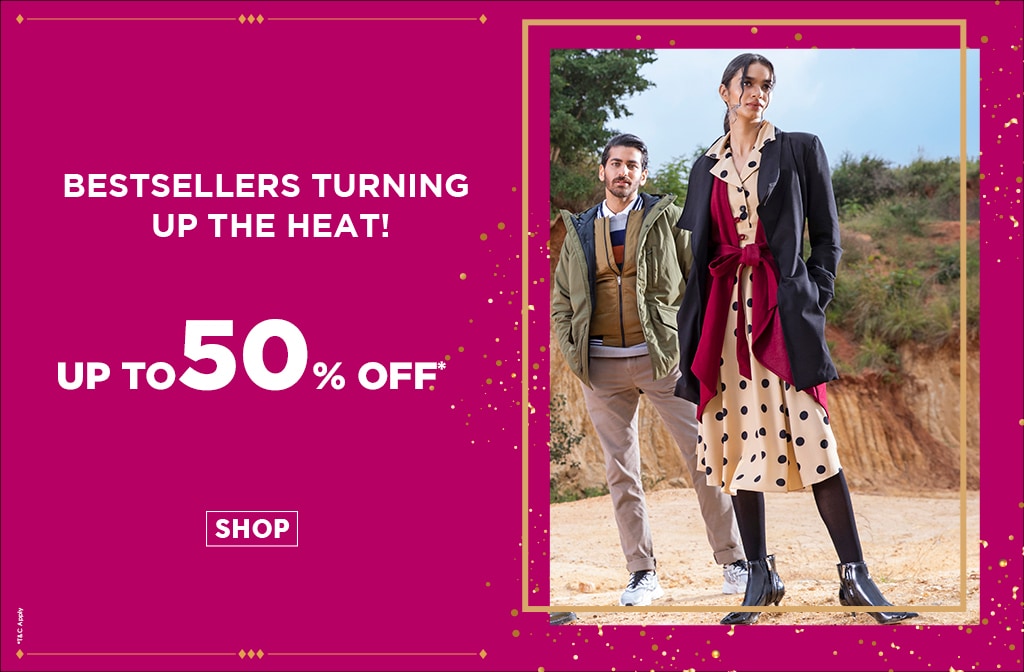 BESTSELLERS TURNING
UP THE HEAT!
UP TO 50% OFF*
SHOP
*T&C Apply